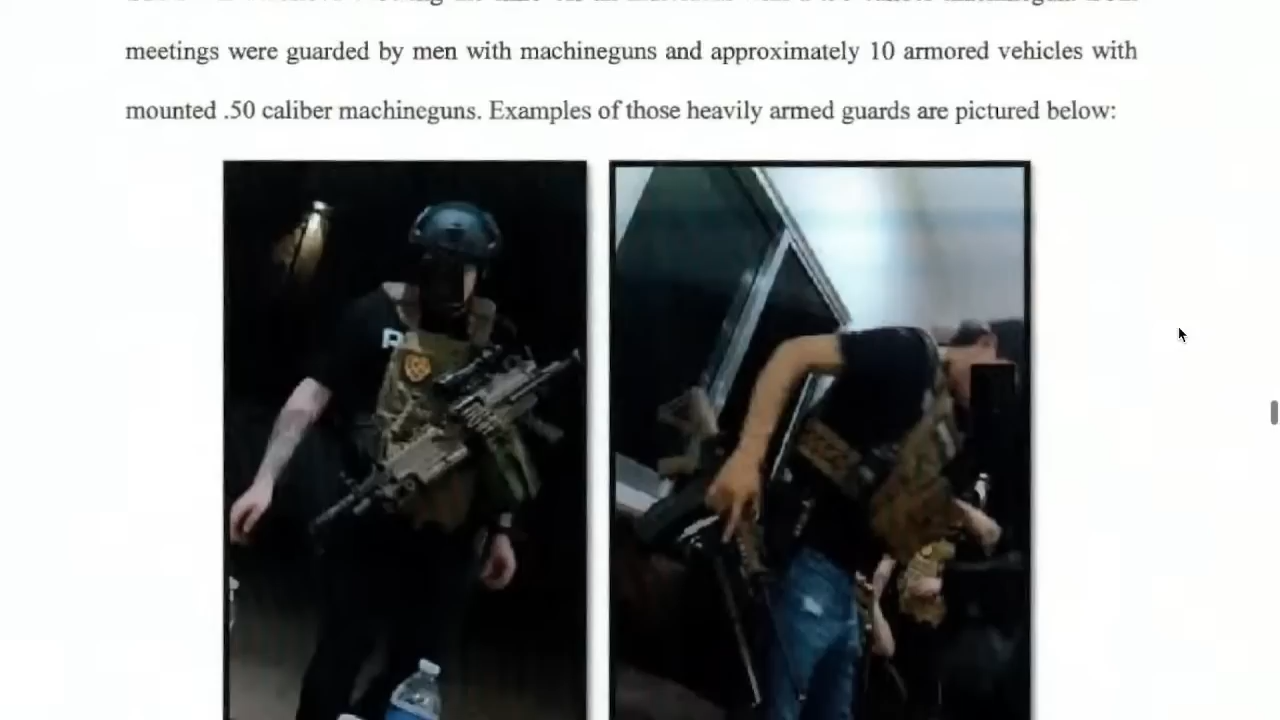 meetings were guarded by men with machineguns and approximately 10 armored vehicles with
mounted .50 caliber machineguns. Examples of those heavily armed guards are pictured below: